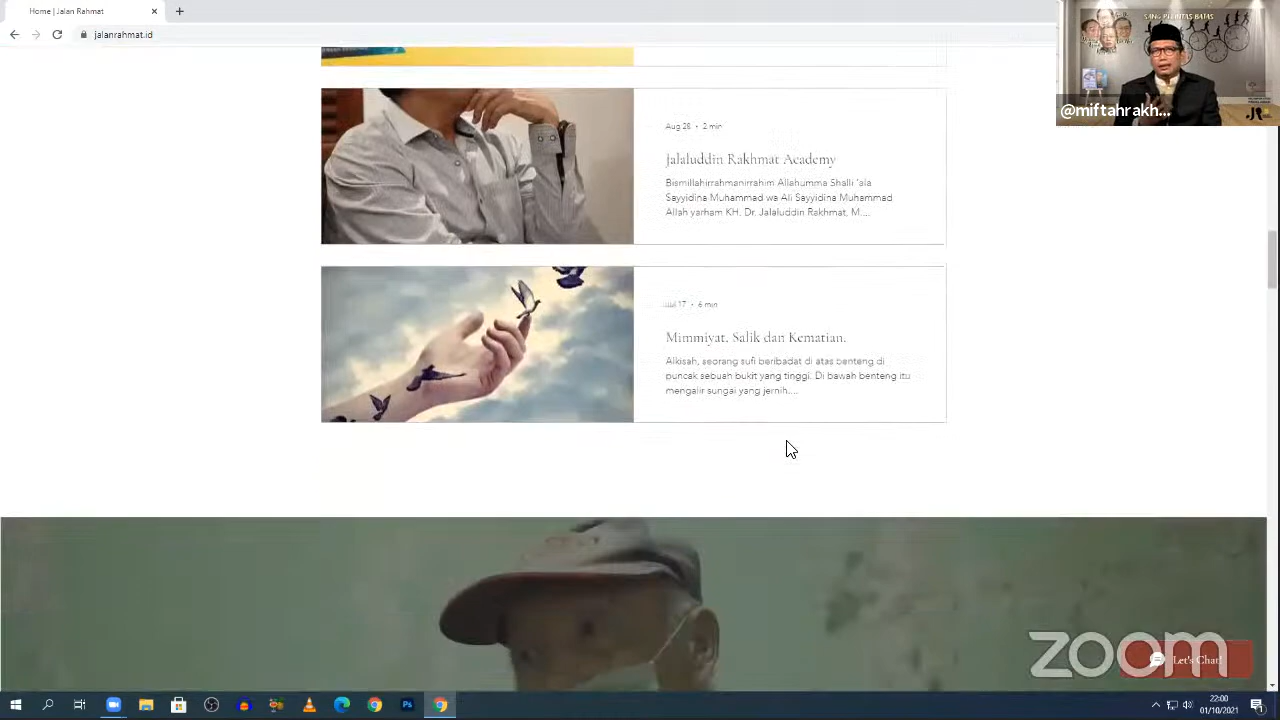 Home | Jalan Rahmat
jalanrahmat.id
SANG PELINTAS BATAS
@miftahrakh...
Aug 28 • 2 min
Jalaluddin Rakhmat Academy
Bismillahirrahmanirrahim Allahumma Shalli 'ala
Sayyidina Muhammad wa Ali Sayyidina Muhammad
Allah yarham KH. Dr. Jalaluddin Rakhmat, M....
17 • 6 min
Mimmiyat, Salik dan Kematian.
Alkisah, seorang sufi beribadat di atas benteng di
puncak sebuah bukit yang tinggi. Di bawah benteng itu
mengalir sungai yang jernih....
zoom
Let's Chat!
22:00
01/10/2021